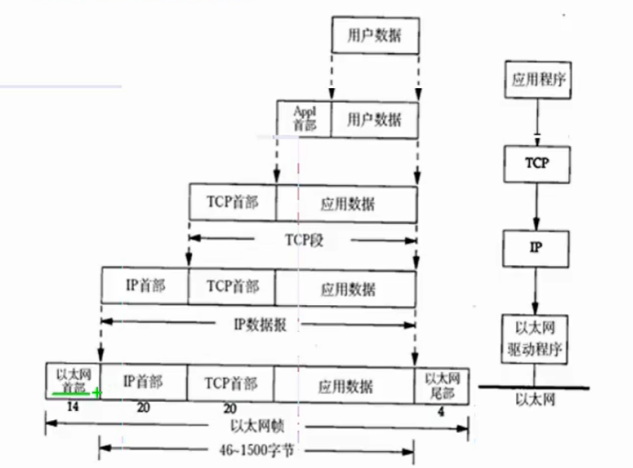 用户数据
应用程序
Appl
首部
用户数据
TCP
TCP首部
应用数据
TCP段
IP
IP首部
TCP首部
应用数据
IP数据报
以太网
驱动程序
以太网
首部
IP首部
TCP首部
应用数据
以太网
尾部
以太网
14
20
20
4
以太网帧
46~1500字节